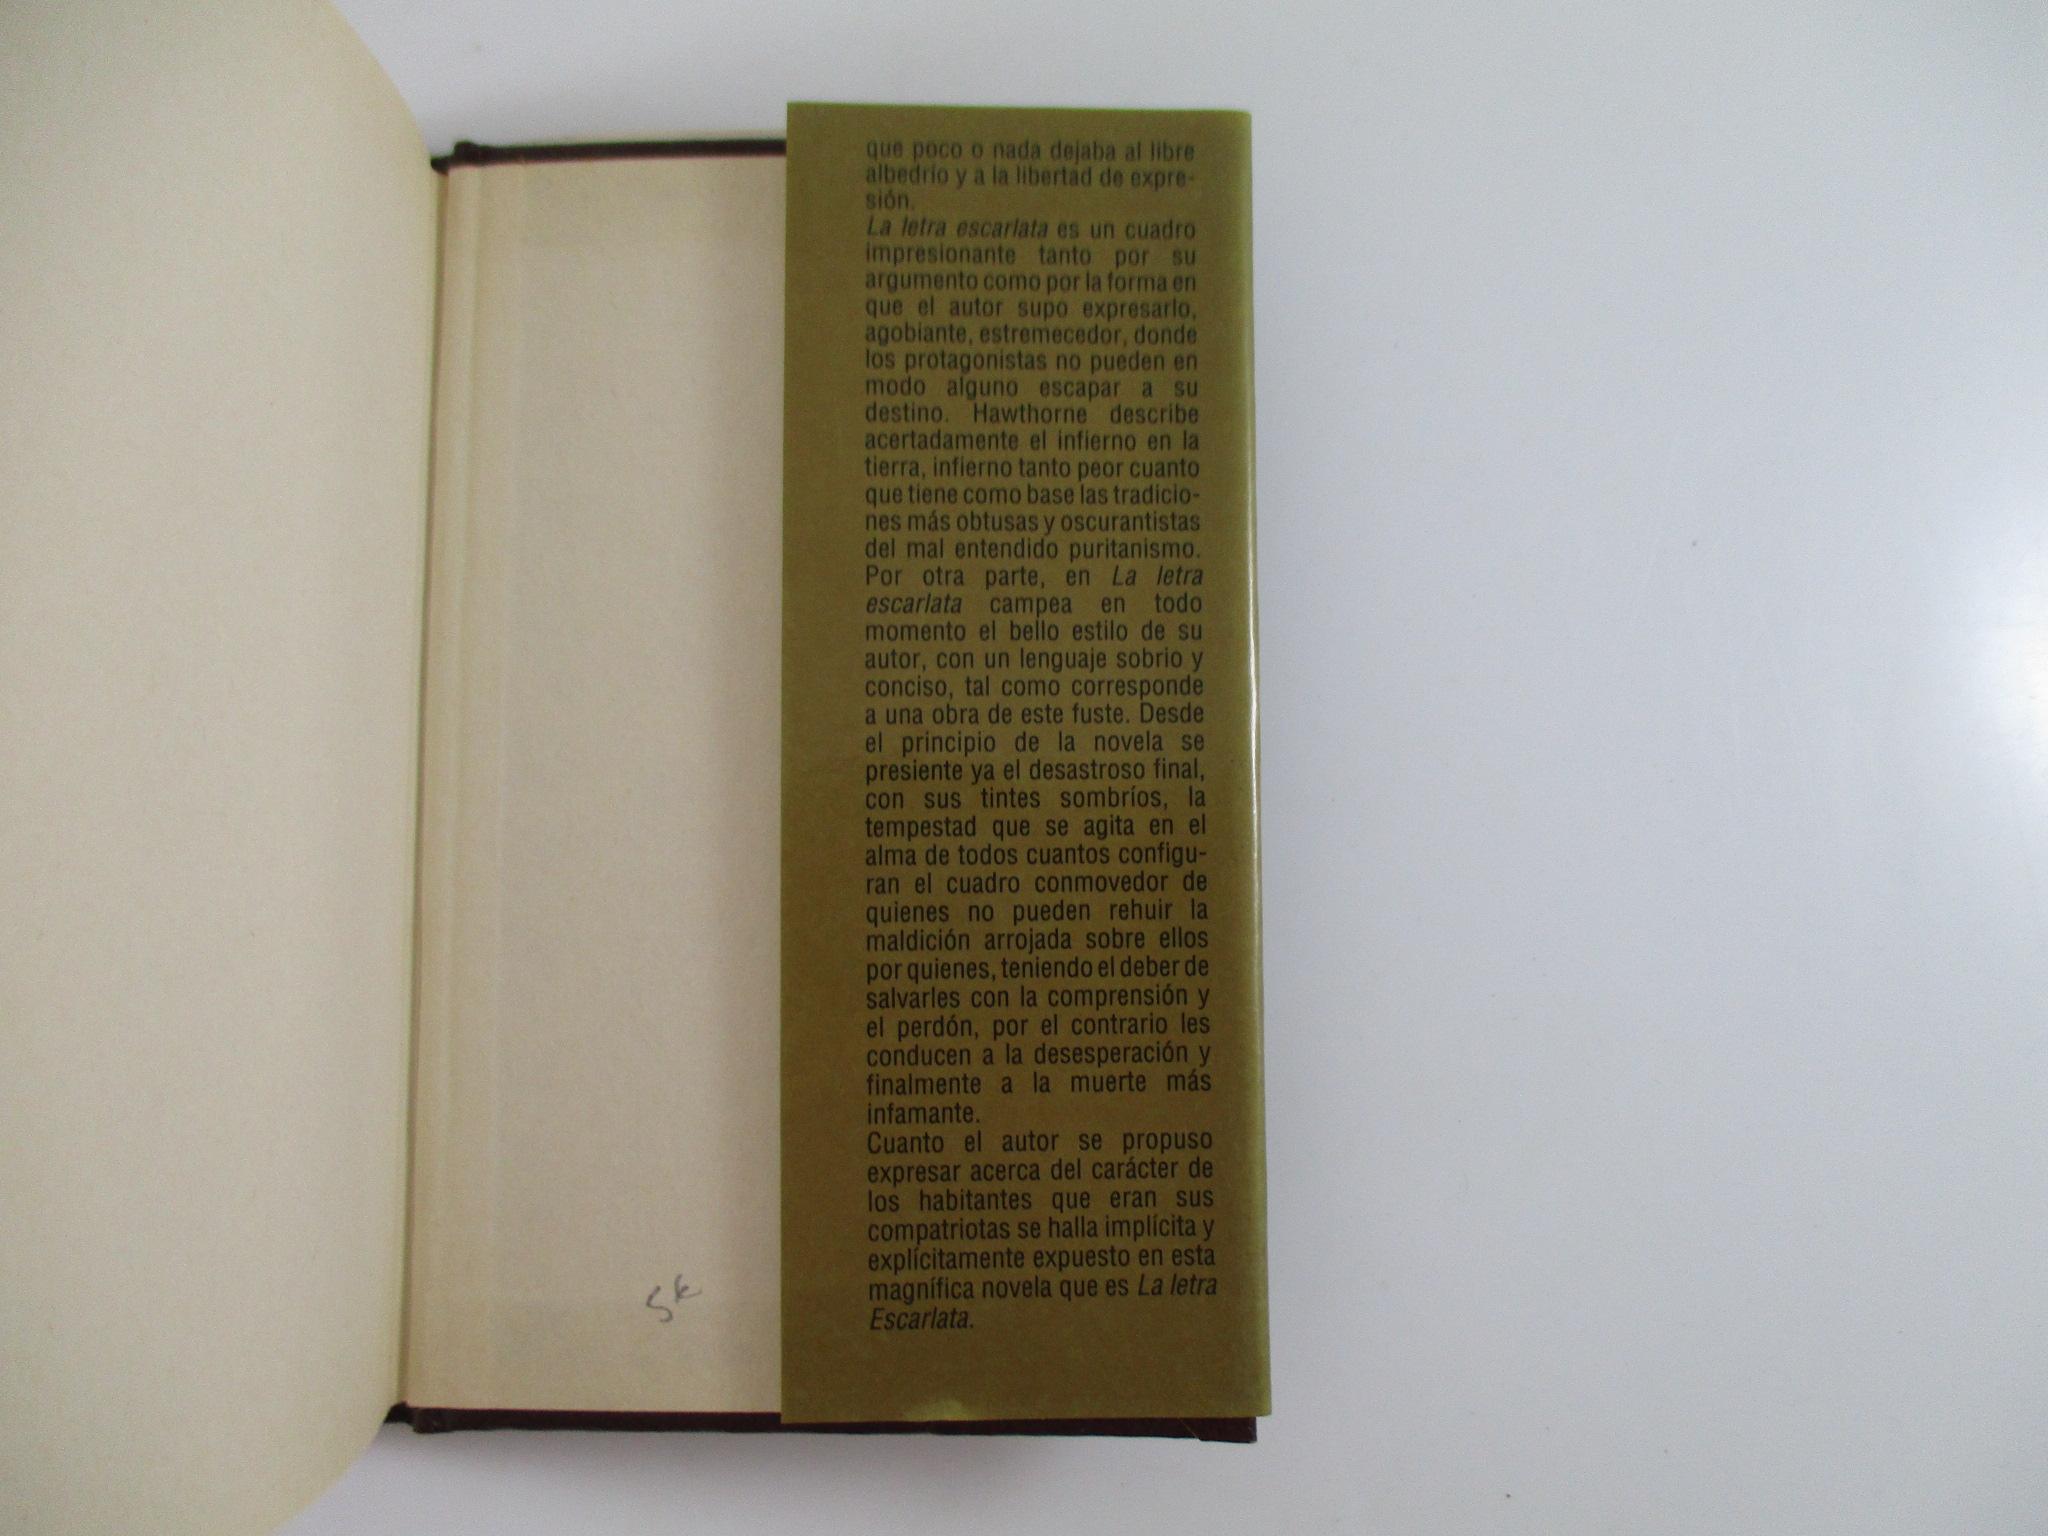 que poco o nada dejaba al libre
albedrío y a la libertad de expre-
sión.
La letra escarlata es un cuadro
impresionante tanto por su
argumento como por la forma en
que el autor supo expresarlo,
agobiante, estremecedor, donde
los protagonistas no pueden en
modo alguno escapar a su
destino. Hawthorne describe
acertadamente el infierno en la
tierra, infierno tanto peor cuanto
que tiene como base las tradicio-
nes más obtusas y oscurantistas
del mal entendido puritanismo.
Por otra parte, en La letra
escarlata campea en todo
momento el bello estilo de su
autor, con un lenguaje sobrio y
conciso, tal como corresponde
a una obra de este fuste. Desde
el principio de la novela se
presiente ya el desastroso final,
con sus tintes sombríos, la
tempestad que se agita en el
alma de todos cuantos configu-
ran el cuadro conmovedor de
quienes no pueden rehuir la
maldición arrojada sobre ellos
por quienes, teniendo el deber de
salvarles con la comprensión y
el perdón, por el contrario les
conducen a la desesperación y
finalmente a la muerte más
infamante.
Cuanto el autor se propuso
expresar acerca del carácter de
los habitantes que eran sus
compatriotas se halla implícita y
explícitamente expuesto en esta
magnífica novela que es La letra
Escarlata.